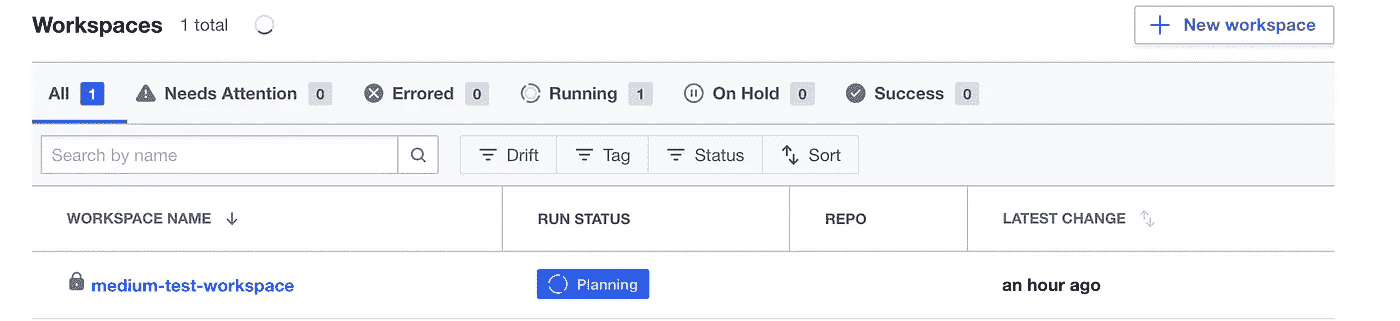 Workspaces 1 total New workspace
All 1 Needs Attention 0 Errored 0 Running 1 On Hold 0 Success 0
Search by name Drift Tag Status Sort
WORKSPACE NAME RUN STATUS REPO LATEST CHANGE
medium-test-workspace Planning an hour ago